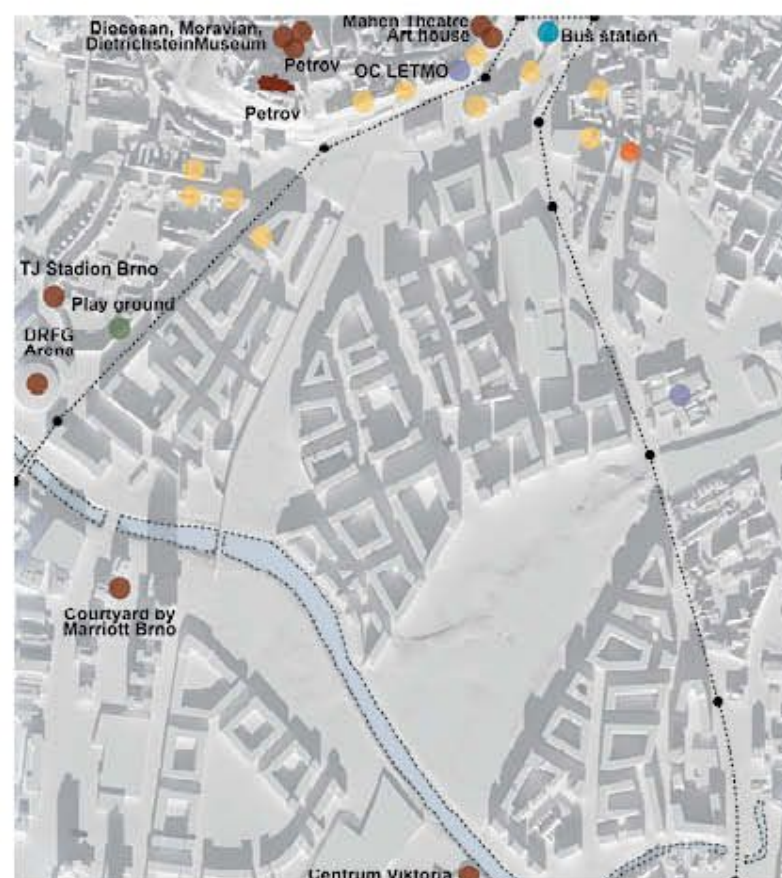 Diocesan, Moravian,
DietrichsteinMuseum
Petrov
Petrov
Mahen Theatre
Art house
OC LETMO
Bus station
TJ Stadion Brno
Play ground
DRFG
Arena
Courtyard by
Marriott Brno
Centrum Viktoria